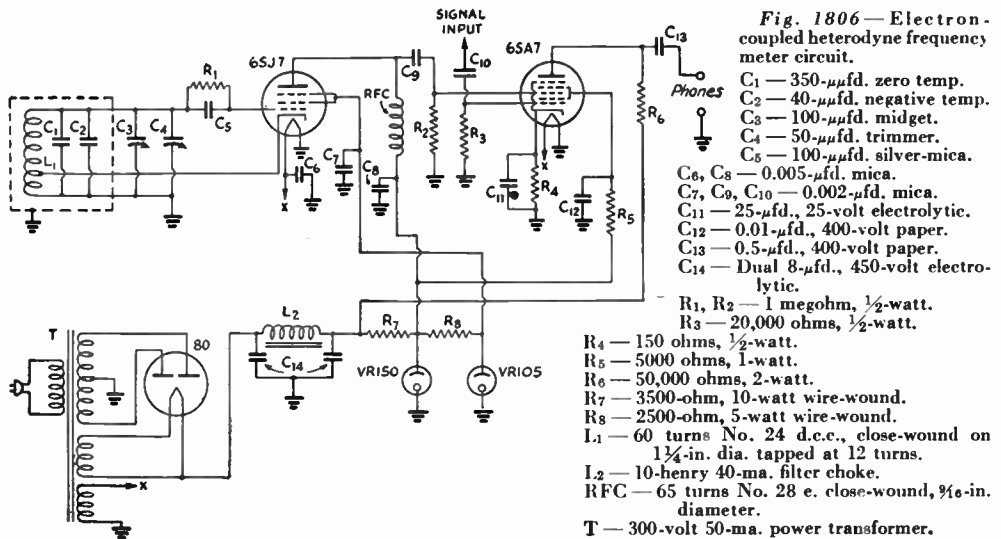 SIGNAL INPUT
6SJ7
6SA7
C13
C9
C10
R1
RFC
Phones
C5
R2
R3
R6
C1
C2
C3
C4
L1
C7
C8
C6
X
X
C11
R4
C12
R5
L2
T
80
R7
R8
C14
VR150
VR105
X
Fig. 1806 — Electron-
coupled heterodyne frequency
meter circuit.
C1 — 350-μμfd. zero temp.
C2 — 40-μμfd. negative temp.
C3 — 100-μμfd. midget.
C4 — 50-μμfd. trimmer.
C5 — 100-μμfd. silver-mica.
C6, C8 — 0.005-μfd. mica.
C7, C9, C10 — 0.002-μfd. mica.
C11 — 25-μfd., 25-volt electrolytic.
C12 — 0.01-μfd., 400-volt paper.
C13 — 0.5-μfd., 400-volt paper.
C14 — Dual 8-μfd., 450-volt electro-
lytic.
R1, R2 — 1 megohm, ½-watt.
R3 — 20,000 ohms, ½-watt.
R4 — 150 ohms, ½-watt.
R5 — 5000 ohms, 1-watt.
R6 — 50,000 ohms, 2-watt.
R7 — 3500-ohm, 10-watt wire-wound.
R8 — 2500-ohm, 5-watt wire-wound.
L1 — 60 turns No. 24 d.c.c., close-wound on
1¼-in. dia. tapped at 12 turns.
L2 — 10-henry 40-ma. filter choke.
RFC — 65 turns No. 28 e. close-wound, 9/16-in.
diameter.
T — 300-volt 50-ma. power transformer.